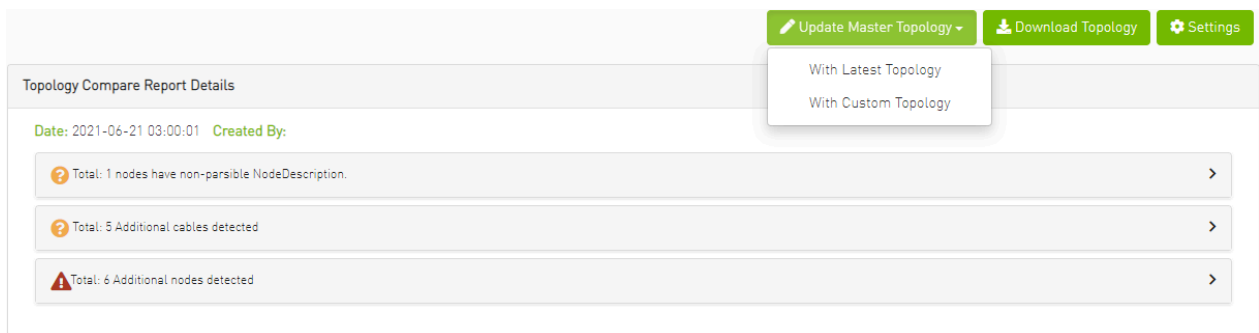 Update Master Topology
Download Topology
Settings
With Latest Topology
With Custom Topology
Topology Compare Report Details
Date: 2021-06-21 03:00:01 Created By:
Total: 1 nodes have non-parsible NodeDescription.
Total: 5 Additional cables detected
Total: 6 Additional nodes detected